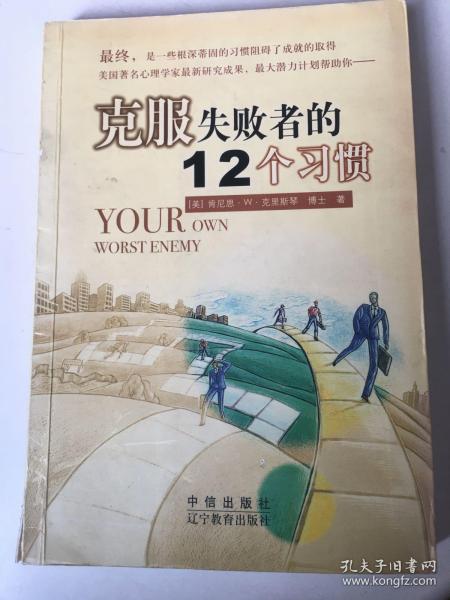 最终，是一些根深蒂固的习惯阻碍了成就的取得
美国著名心理学家最新研究成果，最大潜力计划帮助你——
克服失败者的
12个习惯
[美] 肯尼思·W·克里斯琴 博士 著
YOUR OWN
WORST ENEMY
中信出版社
辽宁教育出版社
孔夫子旧书网
www.kongfz.com